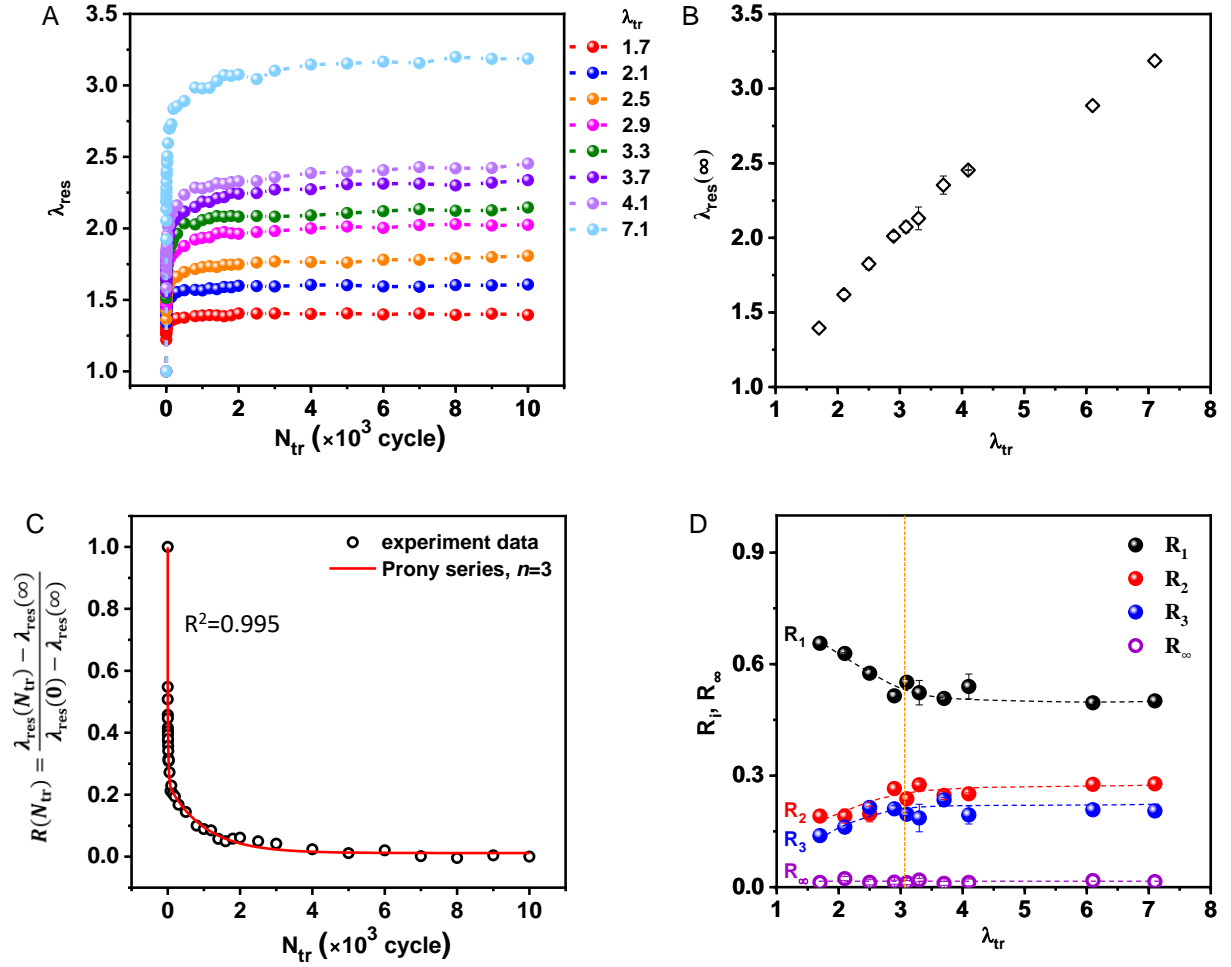 A
3.5
3.0
2.5
2.0
1.5
1.0
λres
0 2 4 6 8 10
Ntr (×10³ cycle)
λtr
1.7
2.1
2.5
2.9
3.3
3.7
4.1
7.1
B
3.5
3.0
2.5
2.0
1.5
1.0
λres(∞)
1 2 3 4 5 6 7 8
λtr
C
1.0
0.8
0.6
0.4
0.2
0.0
R(Ntr) = λres(Ntr) − λres(∞) / λres(0) − λres(∞)
experiment data
Prony series, n=3
R²=0.995
0 2 4 6 8 10
Ntr (×10³ cycle)
D
0.9
0.6
0.3
0.0
Ri, R∞
R1
R2
R3
R∞
R1
R2
R3
R∞
1 2 3 4 5 6 7 8
λtr